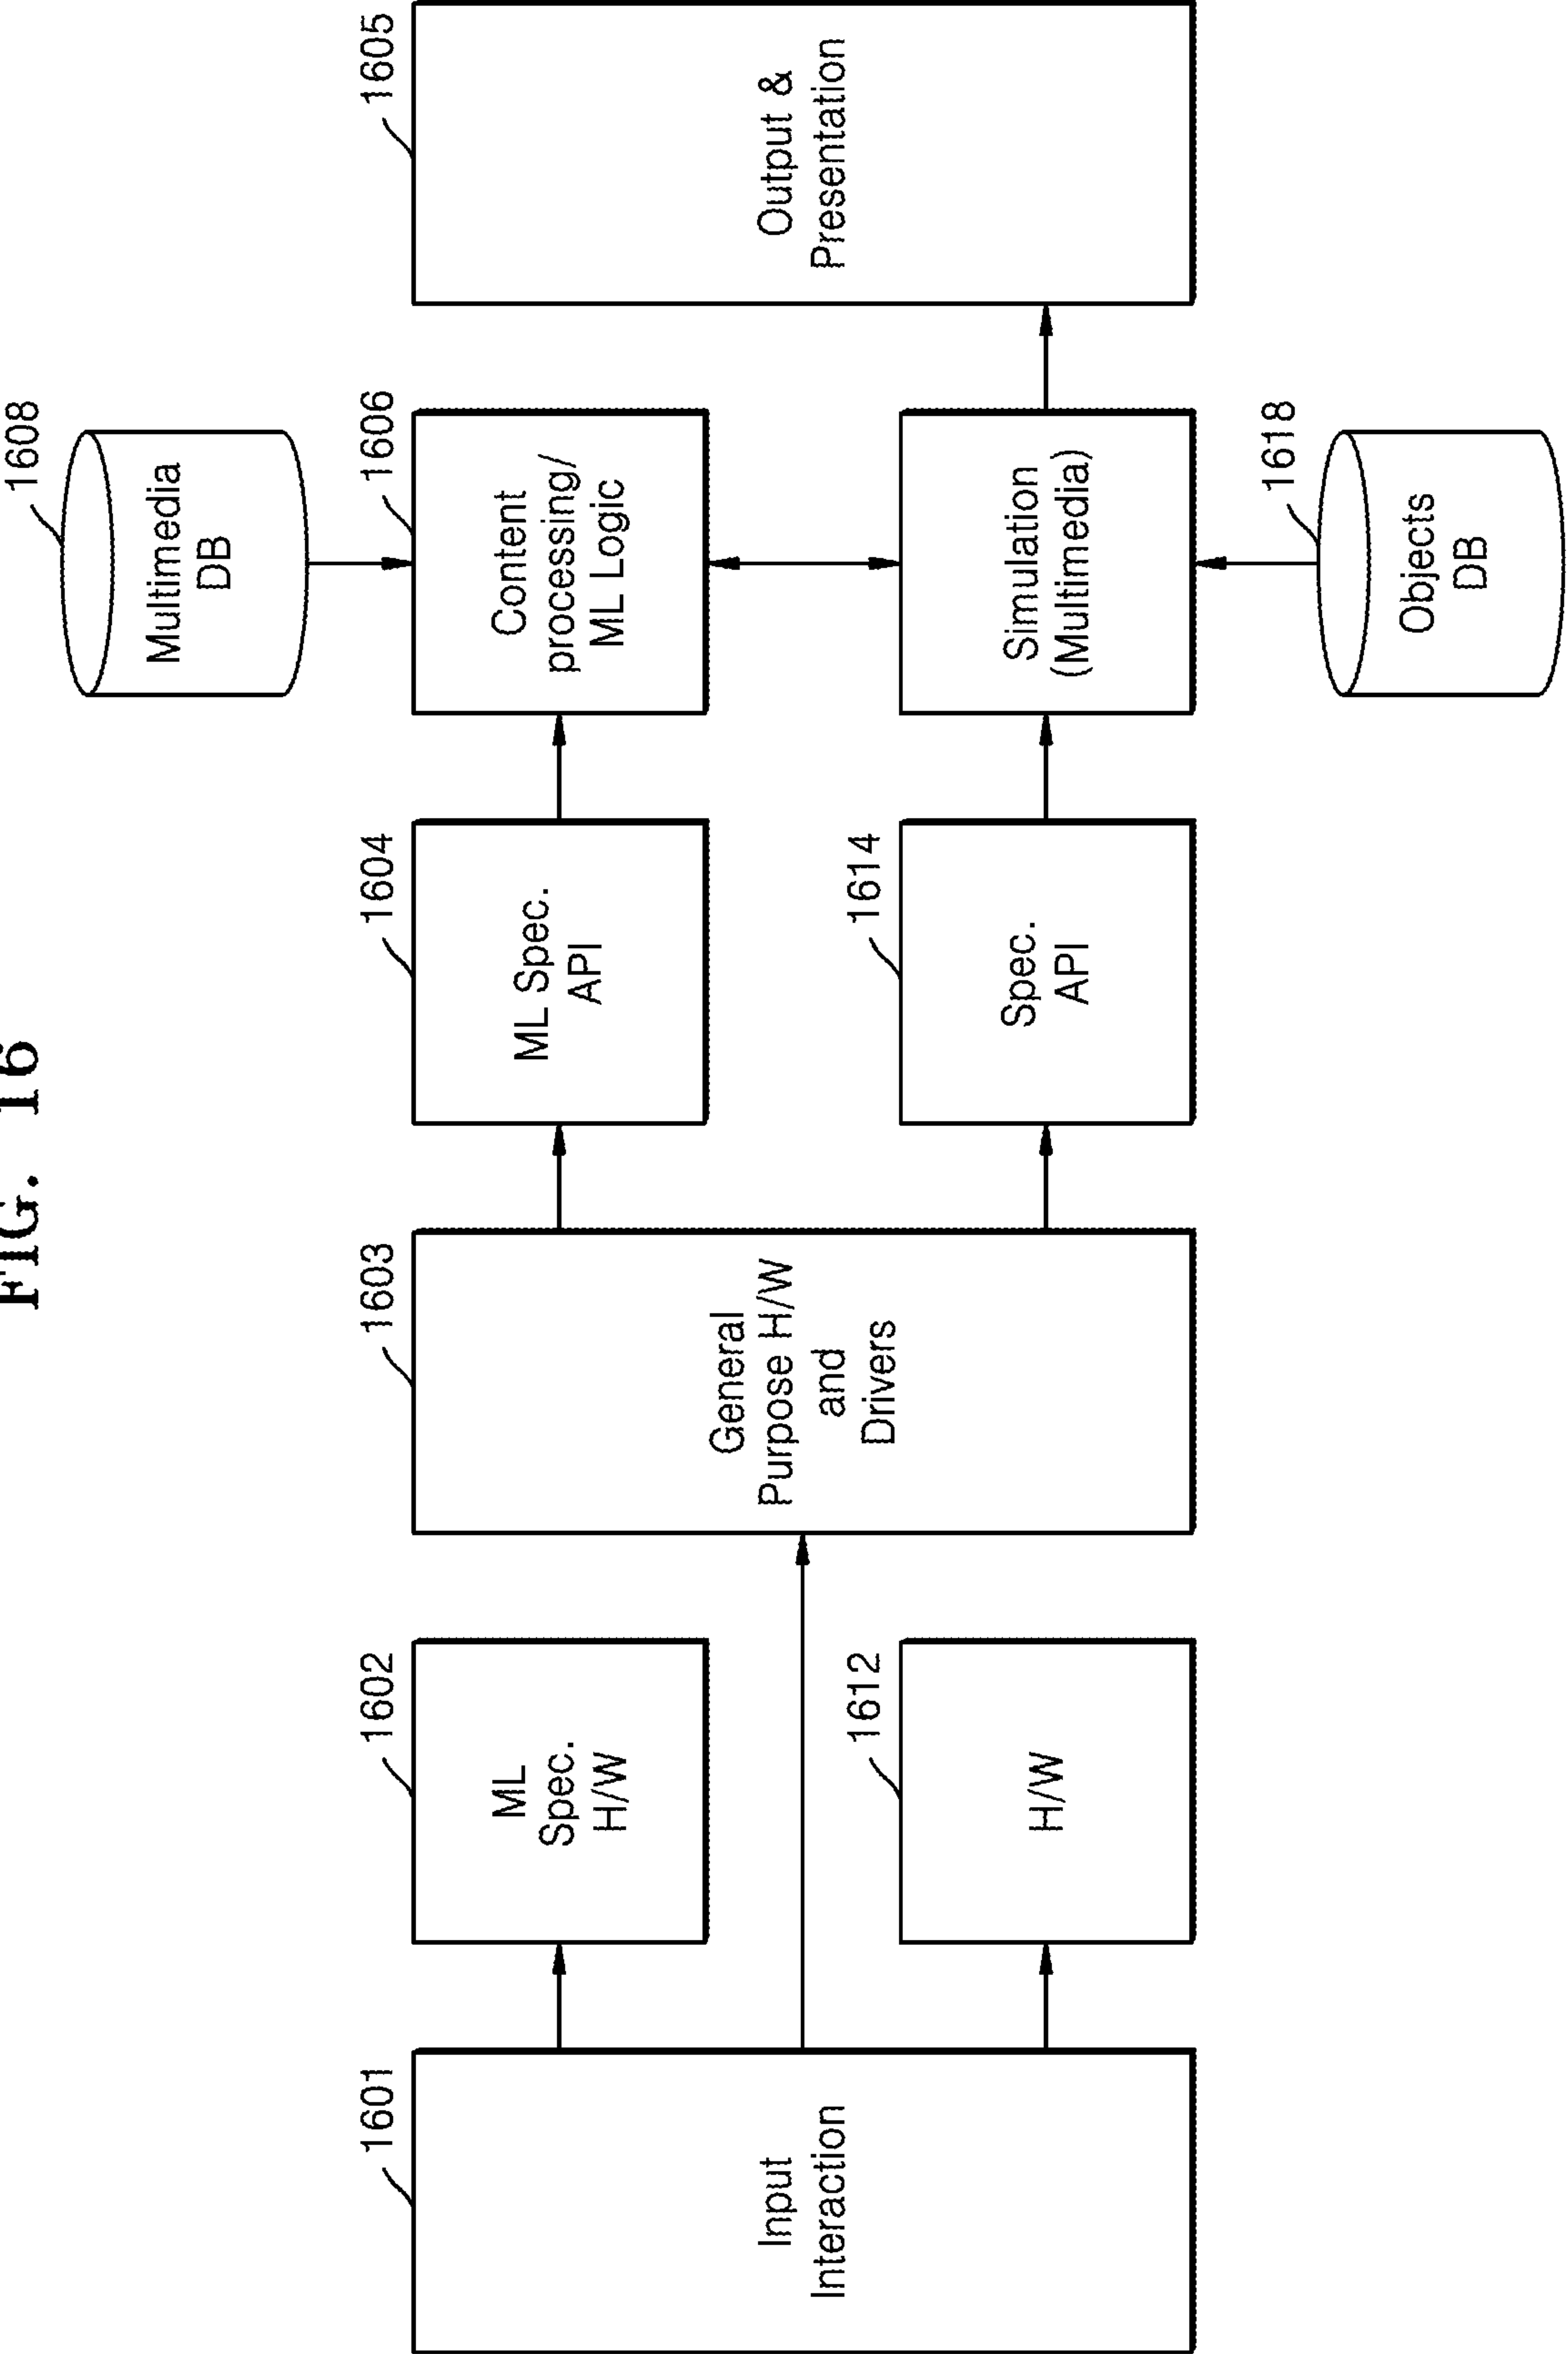 FIG. 16
1601
Input
Interaction
1602
ML
Spec.
H/W
1612
H/W
1603
General
Purpose H/W
and
Drivers
1604
ML Spec.
API
1614
Spec.
API
1608
Multimedia
DB
1606
Content
processing/
ML Logic
Simulation
(Multimedia)
1618
Objects
DB
1605
Output &
Presentation